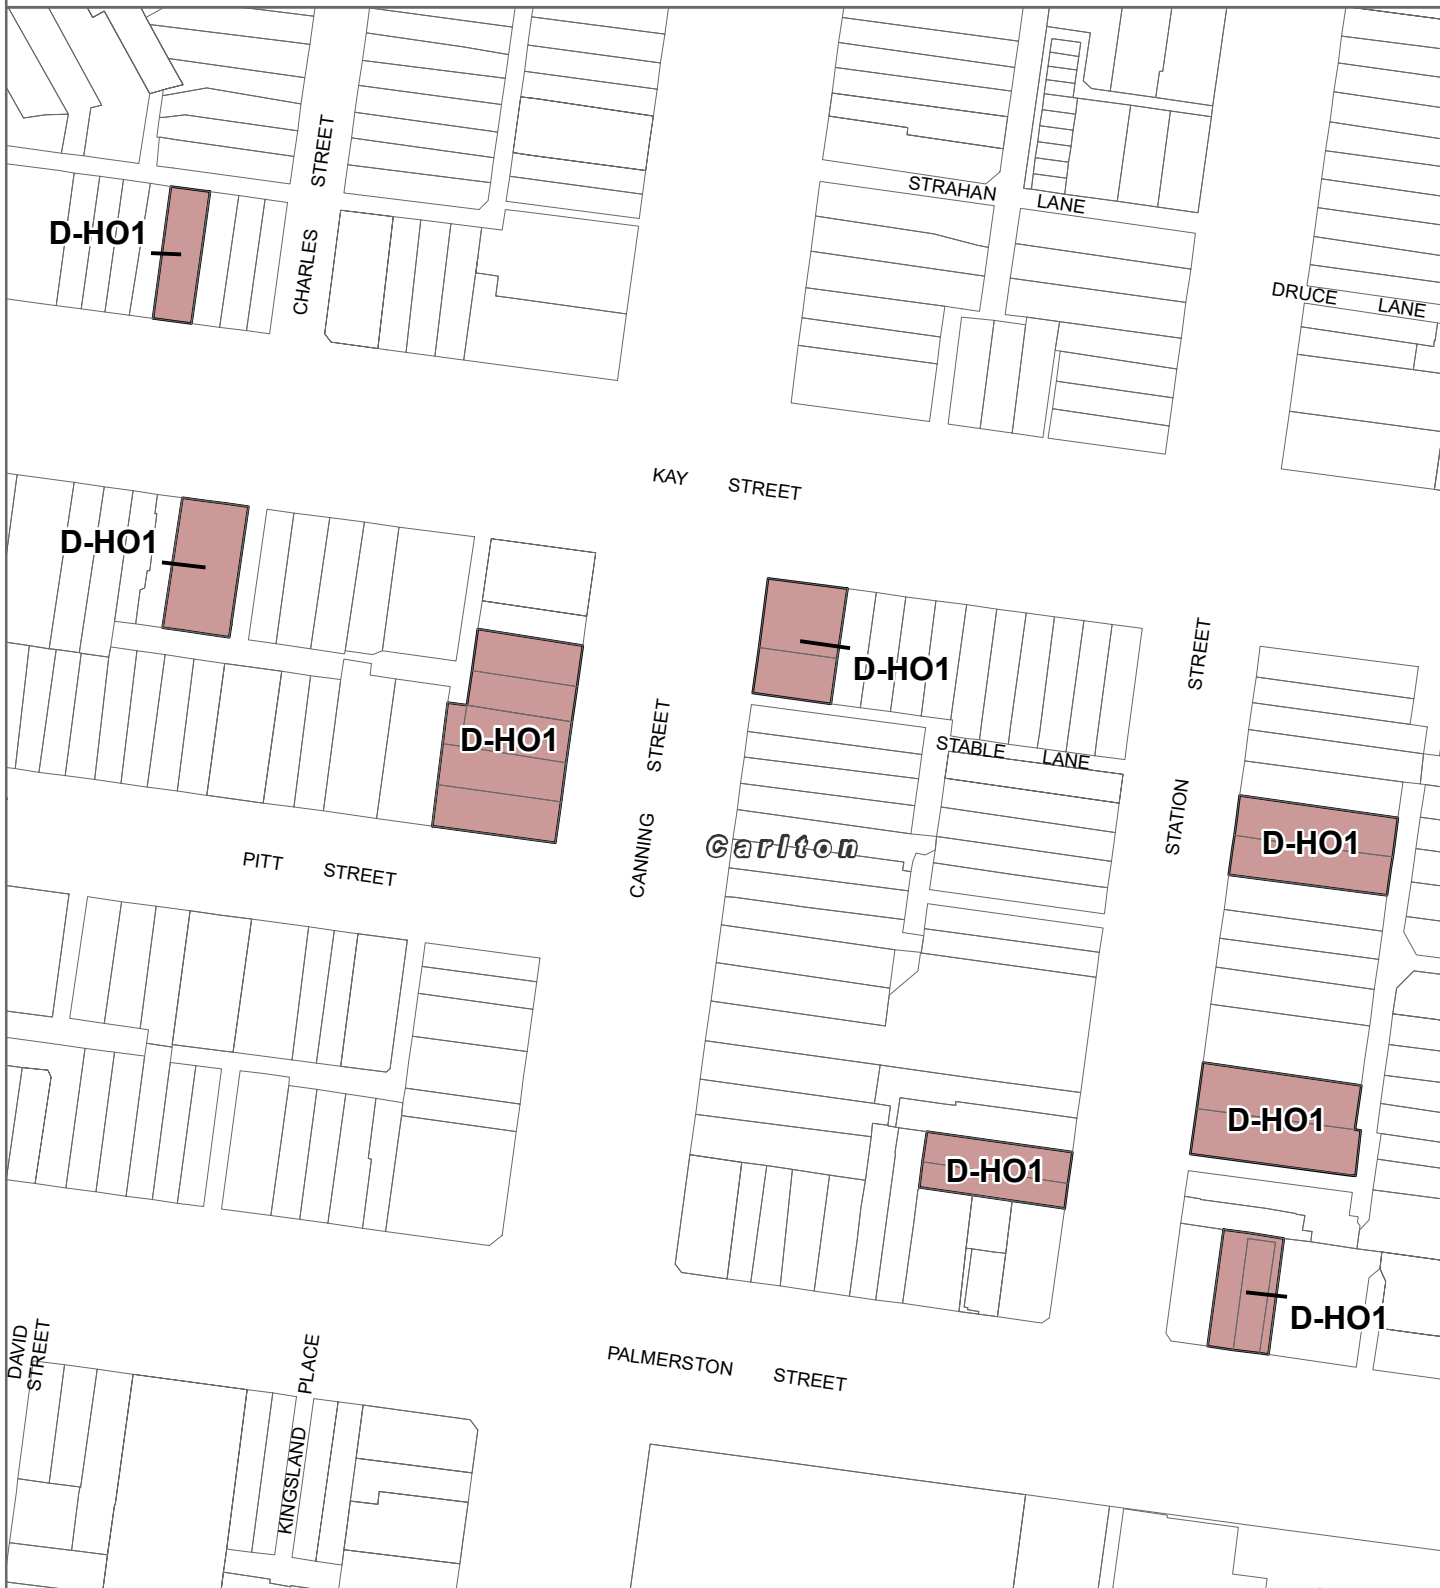 STREET
CHARLES
D-HO1
STRAHAN LANE
DRUCE LANE
KAY STREET
D-HO1
D-HO1
D-HO1
STREET
CANNING
STREET
STATION
STABLE LANE
D-HO1
Carlton
PITT STREET
D-HO1
D-HO1
D-HO1
DAVID
STREET
PLACE
KINGSLAND
PALMERSTON STREET